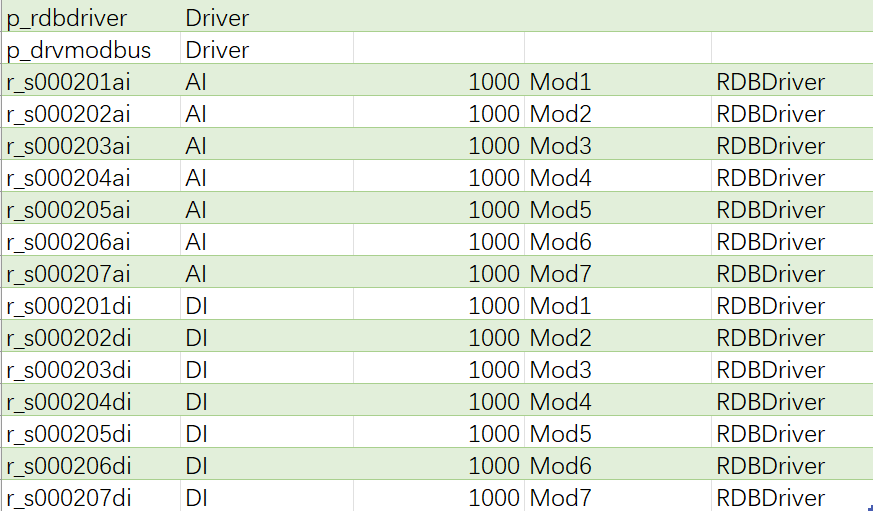 p_rdbdriver Driver
p_drvmodbus Driver
r_s000201ai AI 1000 Mod1 RDBDriver
r_s000202ai AI 1000 Mod2 RDBDriver
r_s000203ai AI 1000 Mod3 RDBDriver
r_s000204ai AI 1000 Mod4 RDBDriver
r_s000205ai AI 1000 Mod5 RDBDriver
r_s000206ai AI 1000 Mod6 RDBDriver
r_s000207ai AI 1000 Mod7 RDBDriver
r_s000201di DI 1000 Mod1 RDBDriver
r_s000202di DI 1000 Mod2 RDBDriver
r_s000203di DI 1000 Mod3 RDBDriver
r_s000204di DI 1000 Mod4 RDBDriver
r_s000205di DI 1000 Mod5 RDBDriver
r_s000206di DI 1000 Mod6 RDBDriver
r_s000207di DI 1000 Mod7 RDBDriver